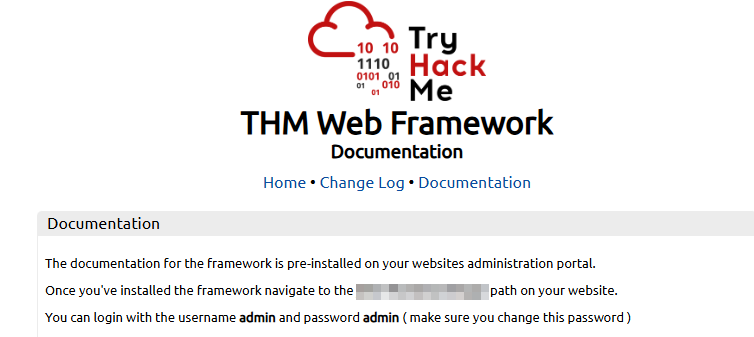 10 10
1110
0101 01
01 010
01
Try
Hack
Me
THM Web Framework
Documentation
Home • Change Log • Documentation
Documentation
The documentation for the framework is pre-installed on your websites administration portal.
Once you've installed the framework navigate to the path on your website.
You can login with the username admin and password admin ( make sure you change this password )